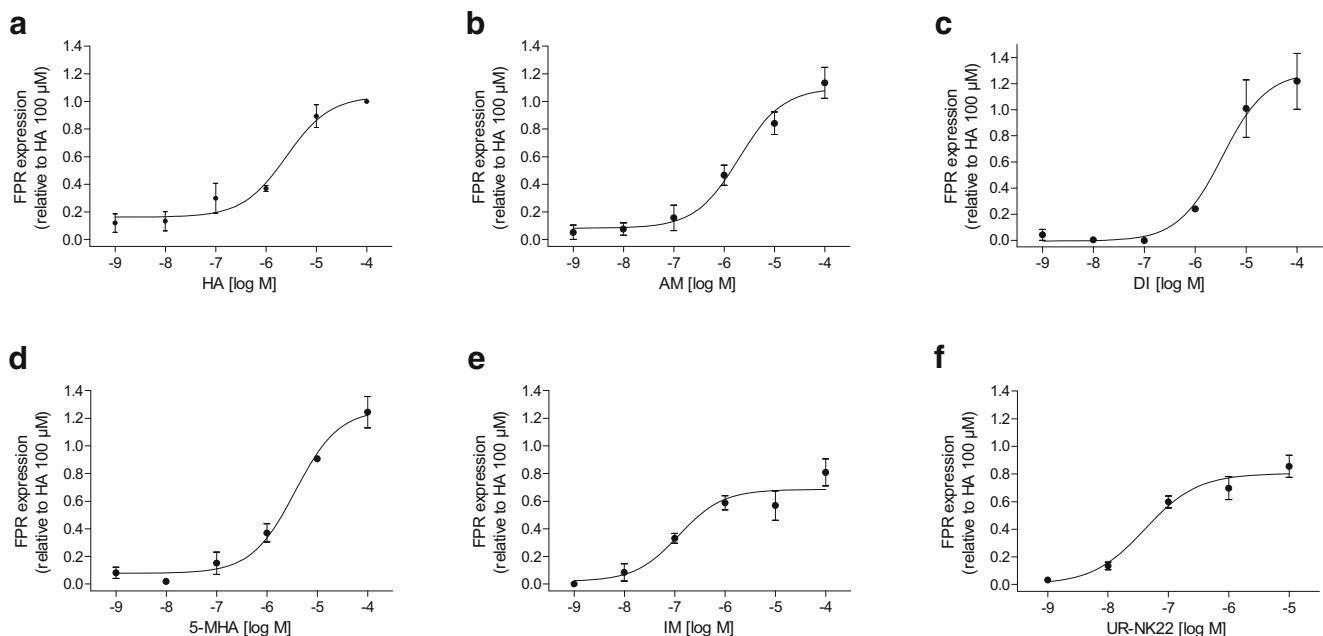 a
FPR expression
(relative to HA 100 µM)
1.4
1.2
1.0
0.8
0.6
0.4
0.2
0.0
-9 -8 -7 -6 -5 -4
HA [log M]
b
FPR expression
(relative to HA 100 µM)
1.4
1.2
1.0
0.8
0.6
0.4
0.2
0.0
-9 -8 -7 -6 -5 -4
AM [log M]
c
FPR expression
(relative to HA 100 µM)
1.4
1.2
1.0
0.8
0.6
0.4
0.2
0.0
-9 -8 -7 -6 -5 -4
DI [log M]
d
FPR expression
(relative to HA 100 µM)
1.4
1.2
1.0
0.8
0.6
0.4
0.2
0.0
-9 -8 -7 -6 -5 -4
5-MHA [log M]
e
FPR expression
(relative to HA 100 µM)
1.4
1.2
1.0
0.8
0.6
0.4
0.2
0.0
-9 -8 -7 -6 -5 -4
IM [log M]
f
FPR expression
(relative to HA 100 µM)
1.4
1.2
1.0
0.8
0.6
0.4
0.2
0.0
-9 -8 -7 -6 -5
UR-NK22 [log M]